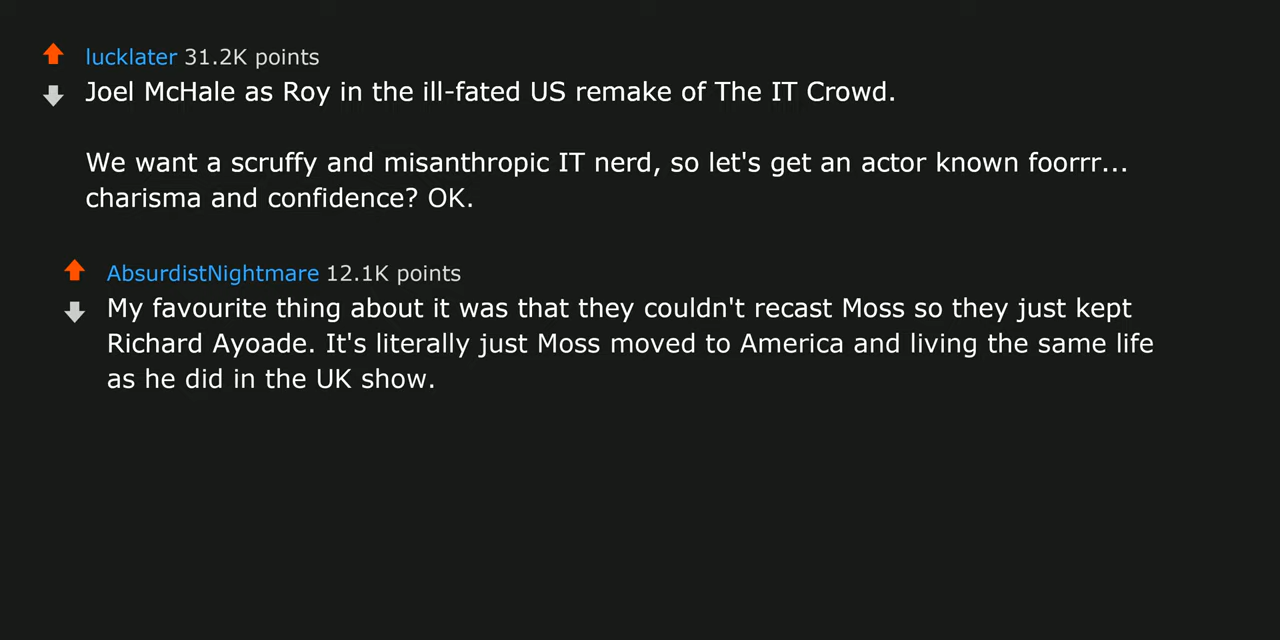 lucklater 31.2K points
Joel McHale as Roy in the ill-fated US remake of The IT Crowd.
We want a scruffy and misanthropic IT nerd, so let's get an actor known foorrr...
charisma and confidence? OK.
AbsurdistNightmare 12.1K points
My favourite thing about it was that they couldn't recast Moss so they just kept
Richard Ayoade. It's literally just Moss moved to America and living the same life
as he did in the UK show.